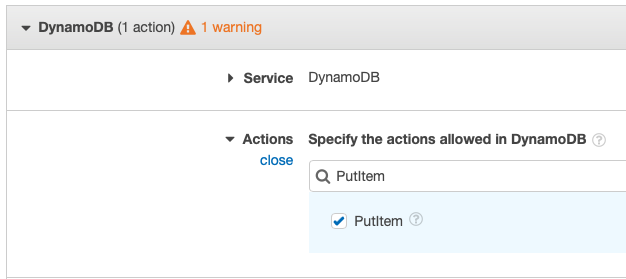 DynamoDB (1 action) 1 warning
Service DynamoDB
Actions Specify the actions allowed in DynamoDB ?
close
PutItem
PutItem ?